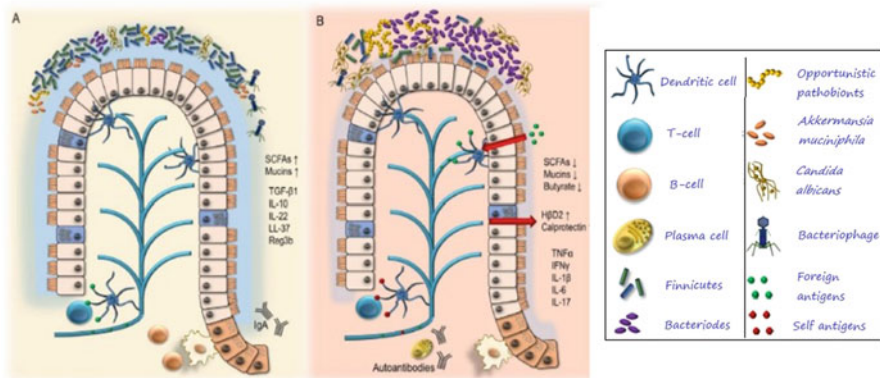 A
SCFAs ↑
Mucins ↑
TGF-β1
IL-10
IL-22
LL-37
Reg3b
IgA
B
SCFAs ↓
Mucins ↓
Butyrate ↓
HβD2 ↑
Calprotectin
TNFα
IFNγ
IL-1β
IL-6
IL-17
Autoantibodies
Dendritic cell
T-cell
B-cell
Plasma cell
Finnicutes
Bacteriodes
Opportunistic
pathobionts
Akkermansia
muciniphila
Candida
albicans
Bacteriophage
Foreign
antigens
Self antigens